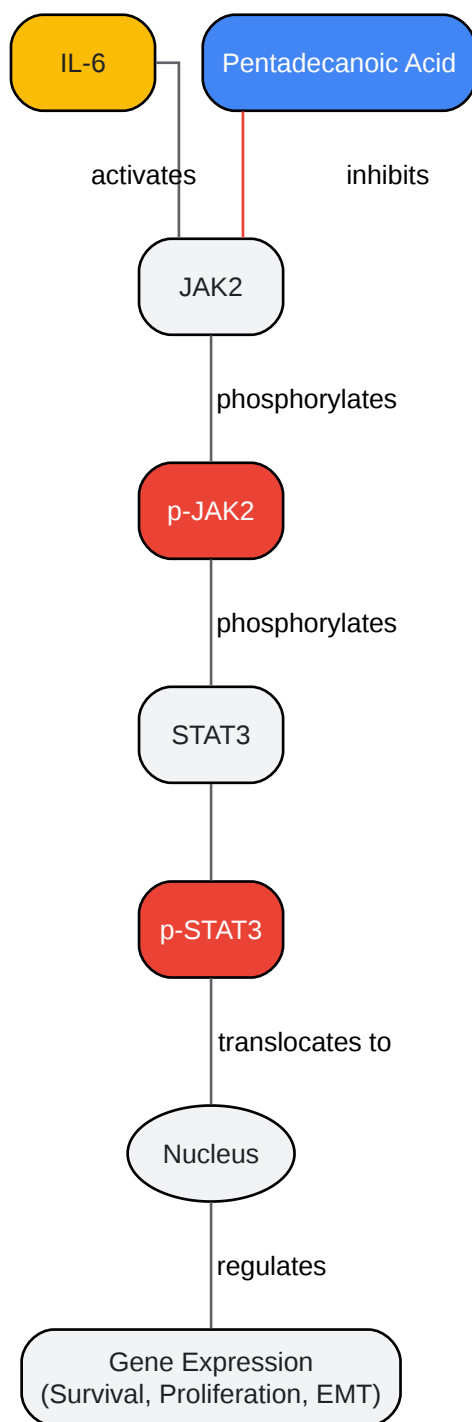 IL-6
Pentadecanoic Acid
activates
inhibits
JAK2
phosphorylates
p-JAK2
phosphorylates
STAT3
p-STAT3
translocates to
Nucleus
regulates
Gene Expression
(Survival, Proliferation, EMT)